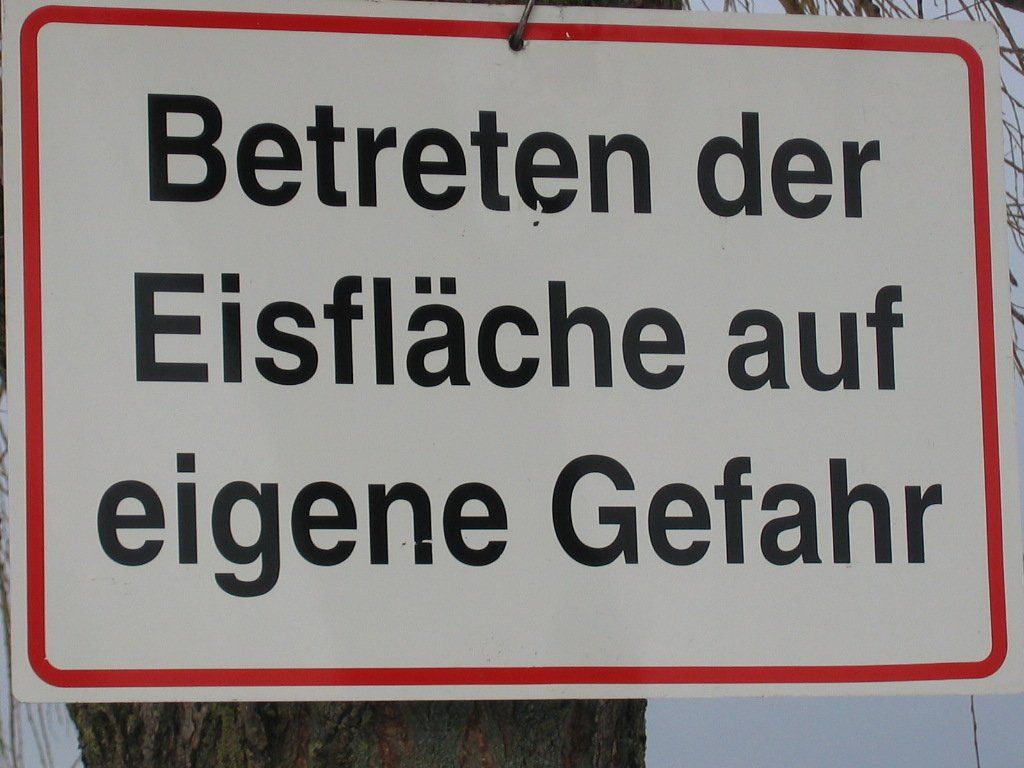 Betreten der
Eisfläche auf
eigene Gefahr